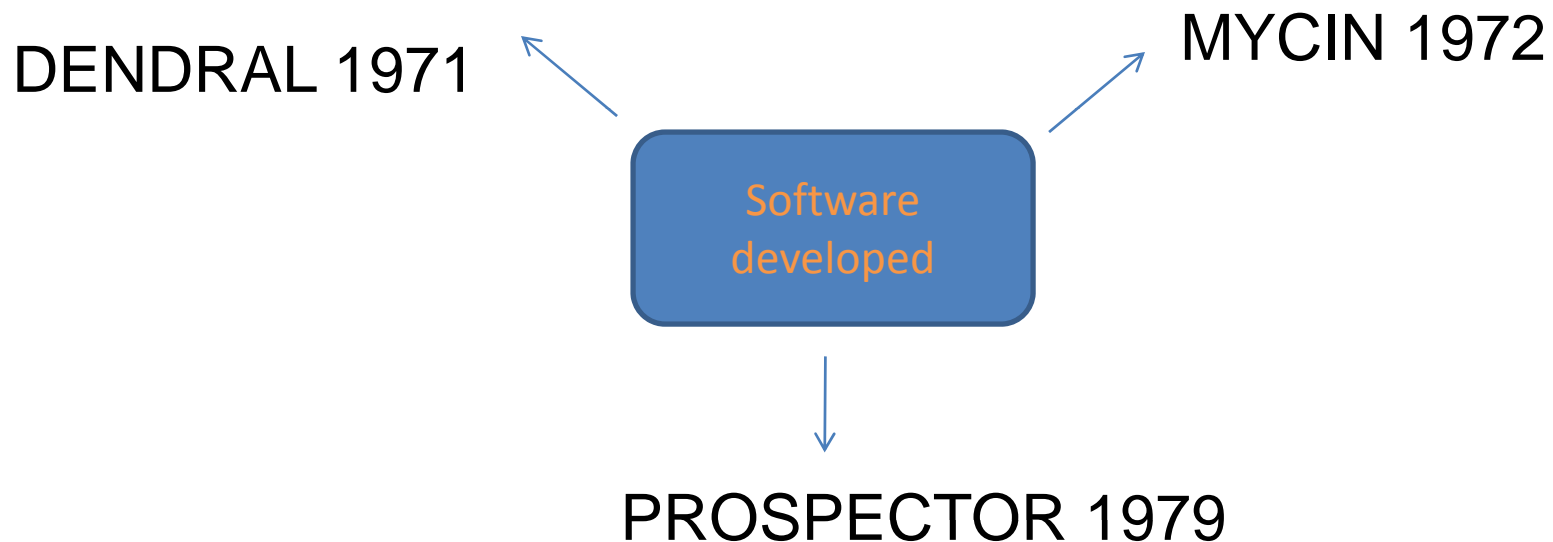 DENDRAL 1971
MYCIN 1972
Software
developed
PROSPECTOR 1979